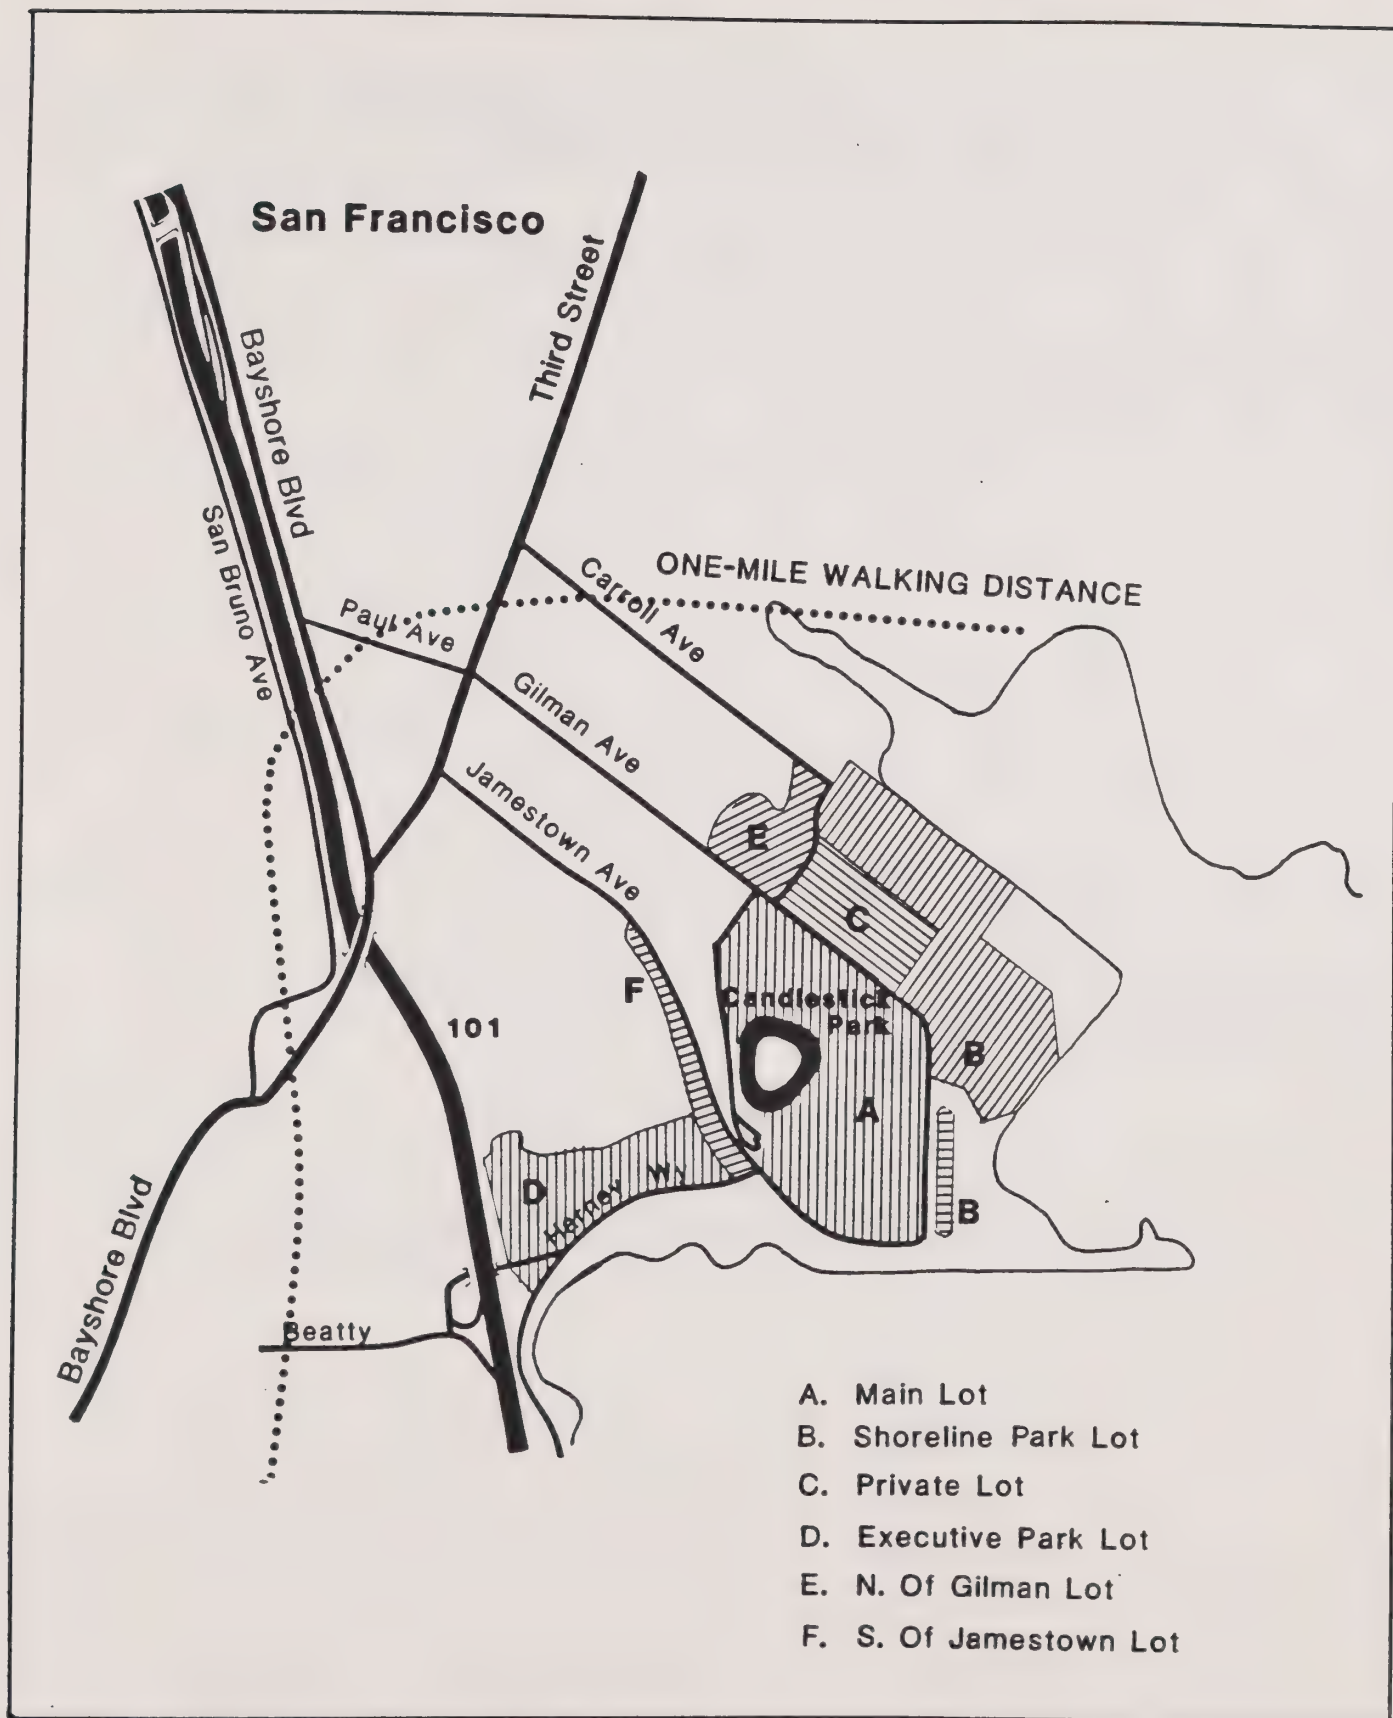 San Francisco
Third Street
Bayshore Blvd
San Bruno Ave
ONE-MILE WALKING DISTANCE
Carroll Ave
Paul Ave
Gilman Ave
Jamestown Ave
E
C
F
Candlestick
Park
101
B
A
D
Harney Wy
B
Bayshore Blvd
Beatty
A. Main Lot
B. Shoreline Park Lot
C. Private Lot
D. Executive Park Lot
E. N. Of Gilman Lot
F. S. Of Jamestown Lot